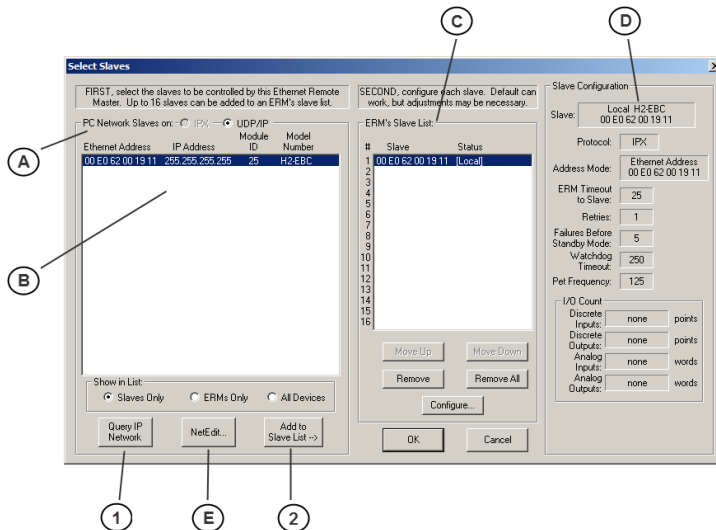 C
D
Select Slaves
FIRST, select the slaves to be controlled by this Ethernet Remote
Master. Up to 16 slaves can be added to an ERM's slave list.
SECOND, configure each slave. Default can
work, but adjustments may be necessary.
Slave Configuration
Slave:
Local H2-EBC
00 E0 62 00 19 11
Protocol: IPX
Address Mode:
Ethernet Address
00 E0 62 00 19 11
ERM Timeout
to Slave: 25
Retries: 1
Failures Before
Standby Mode: 5
Watchdog
Timeout: 250
Pet Frequency: 125
I/O Count
Discrete
Inputs: none points
Discrete
Outputs: none points
Analog
Inputs: none words
Analog
Outputs: none words
A
PC Network Slaves on: IPX UDP/IP
Ethernet Address IP Address Module
ID Model
Number
00 E0 62 00 19 11 255.255.255.255 25 H2-EBC
B
Show in List:
Slaves Only ERMs Only All Devices
Query IP
Network
NetEdit...
Add to
Slave List -->
ERM's Slave List:
# Slave Status
1 00 E0 62 00 19 11 [Local]
2
3
4
5
6
7
8
9
10
11
12
13
14
15
16
Move Up Move Down
Remove Remove All
Configure...
OK Cancel
1
E
2